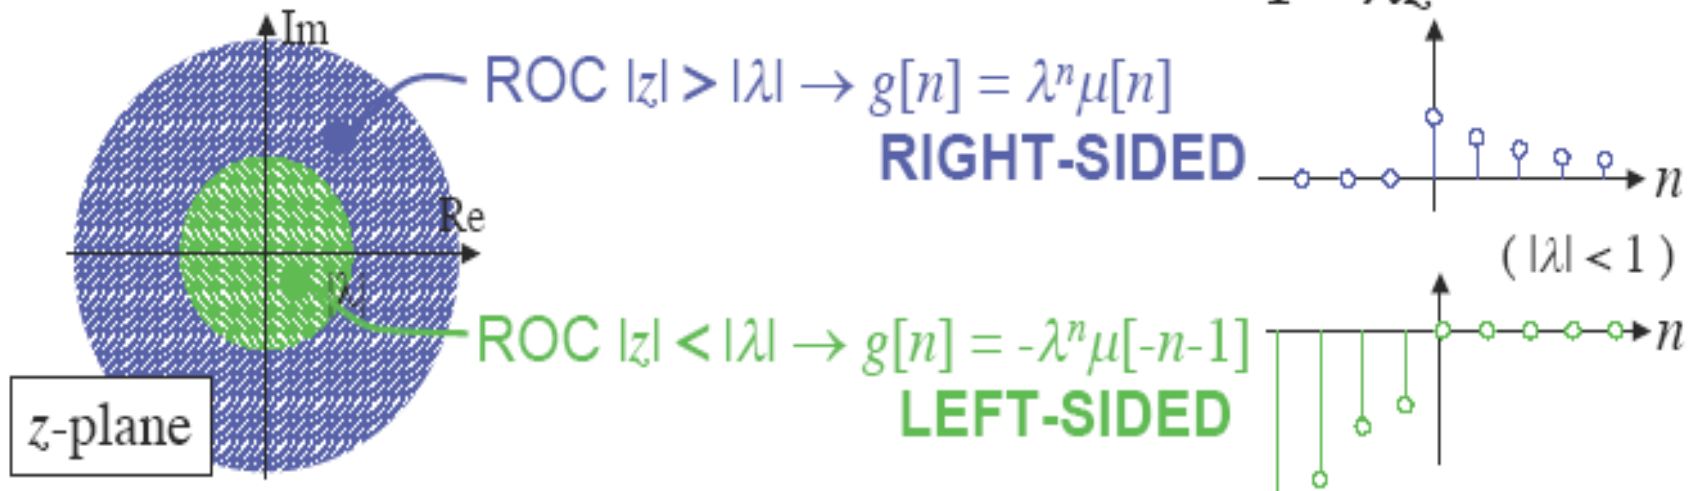 Im
ROC |z| > |λ| → g[n] = λⁿμ[n]
RIGHT-SIDED
n
Re
|λ|
( |λ| < 1 )
ROC |z| < |λ| → g[n] = -λⁿμ[-n-1]
n
LEFT-SIDED
z-plane